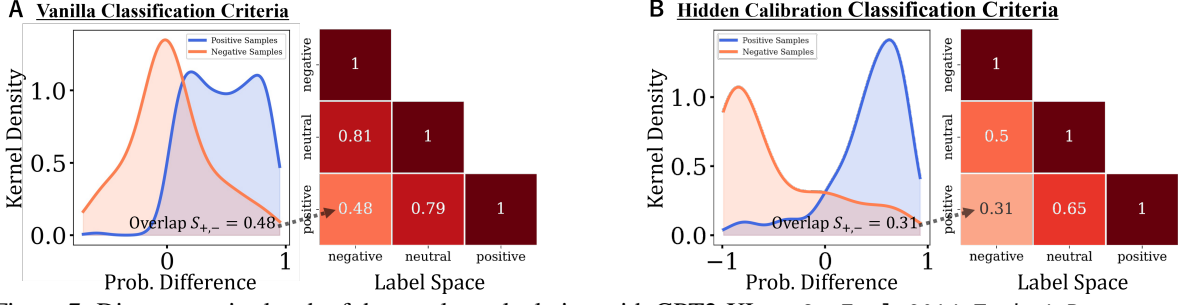 A Vanilla Classification Criteria
Positive Samples
Negative Samples
Kernel Density
1.0
0.5
0.0
Overlap S+,− = 0.48
0
1
Prob. Difference
negative
neutral
positive
1
0.81
1
0.48
0.79
1
negative
neutral
positive
Label Space
B Hidden Calibration Classification Criteria
Positive Samples
Negative Samples
Kernel Density
1.0
0.5
0.0
Overlap S+,− = 0.31
−1
0
1
Prob. Difference
negative
neutral
positive
1
0.5
1
0.31
0.65
1
negative
neutral
positive
Label Space